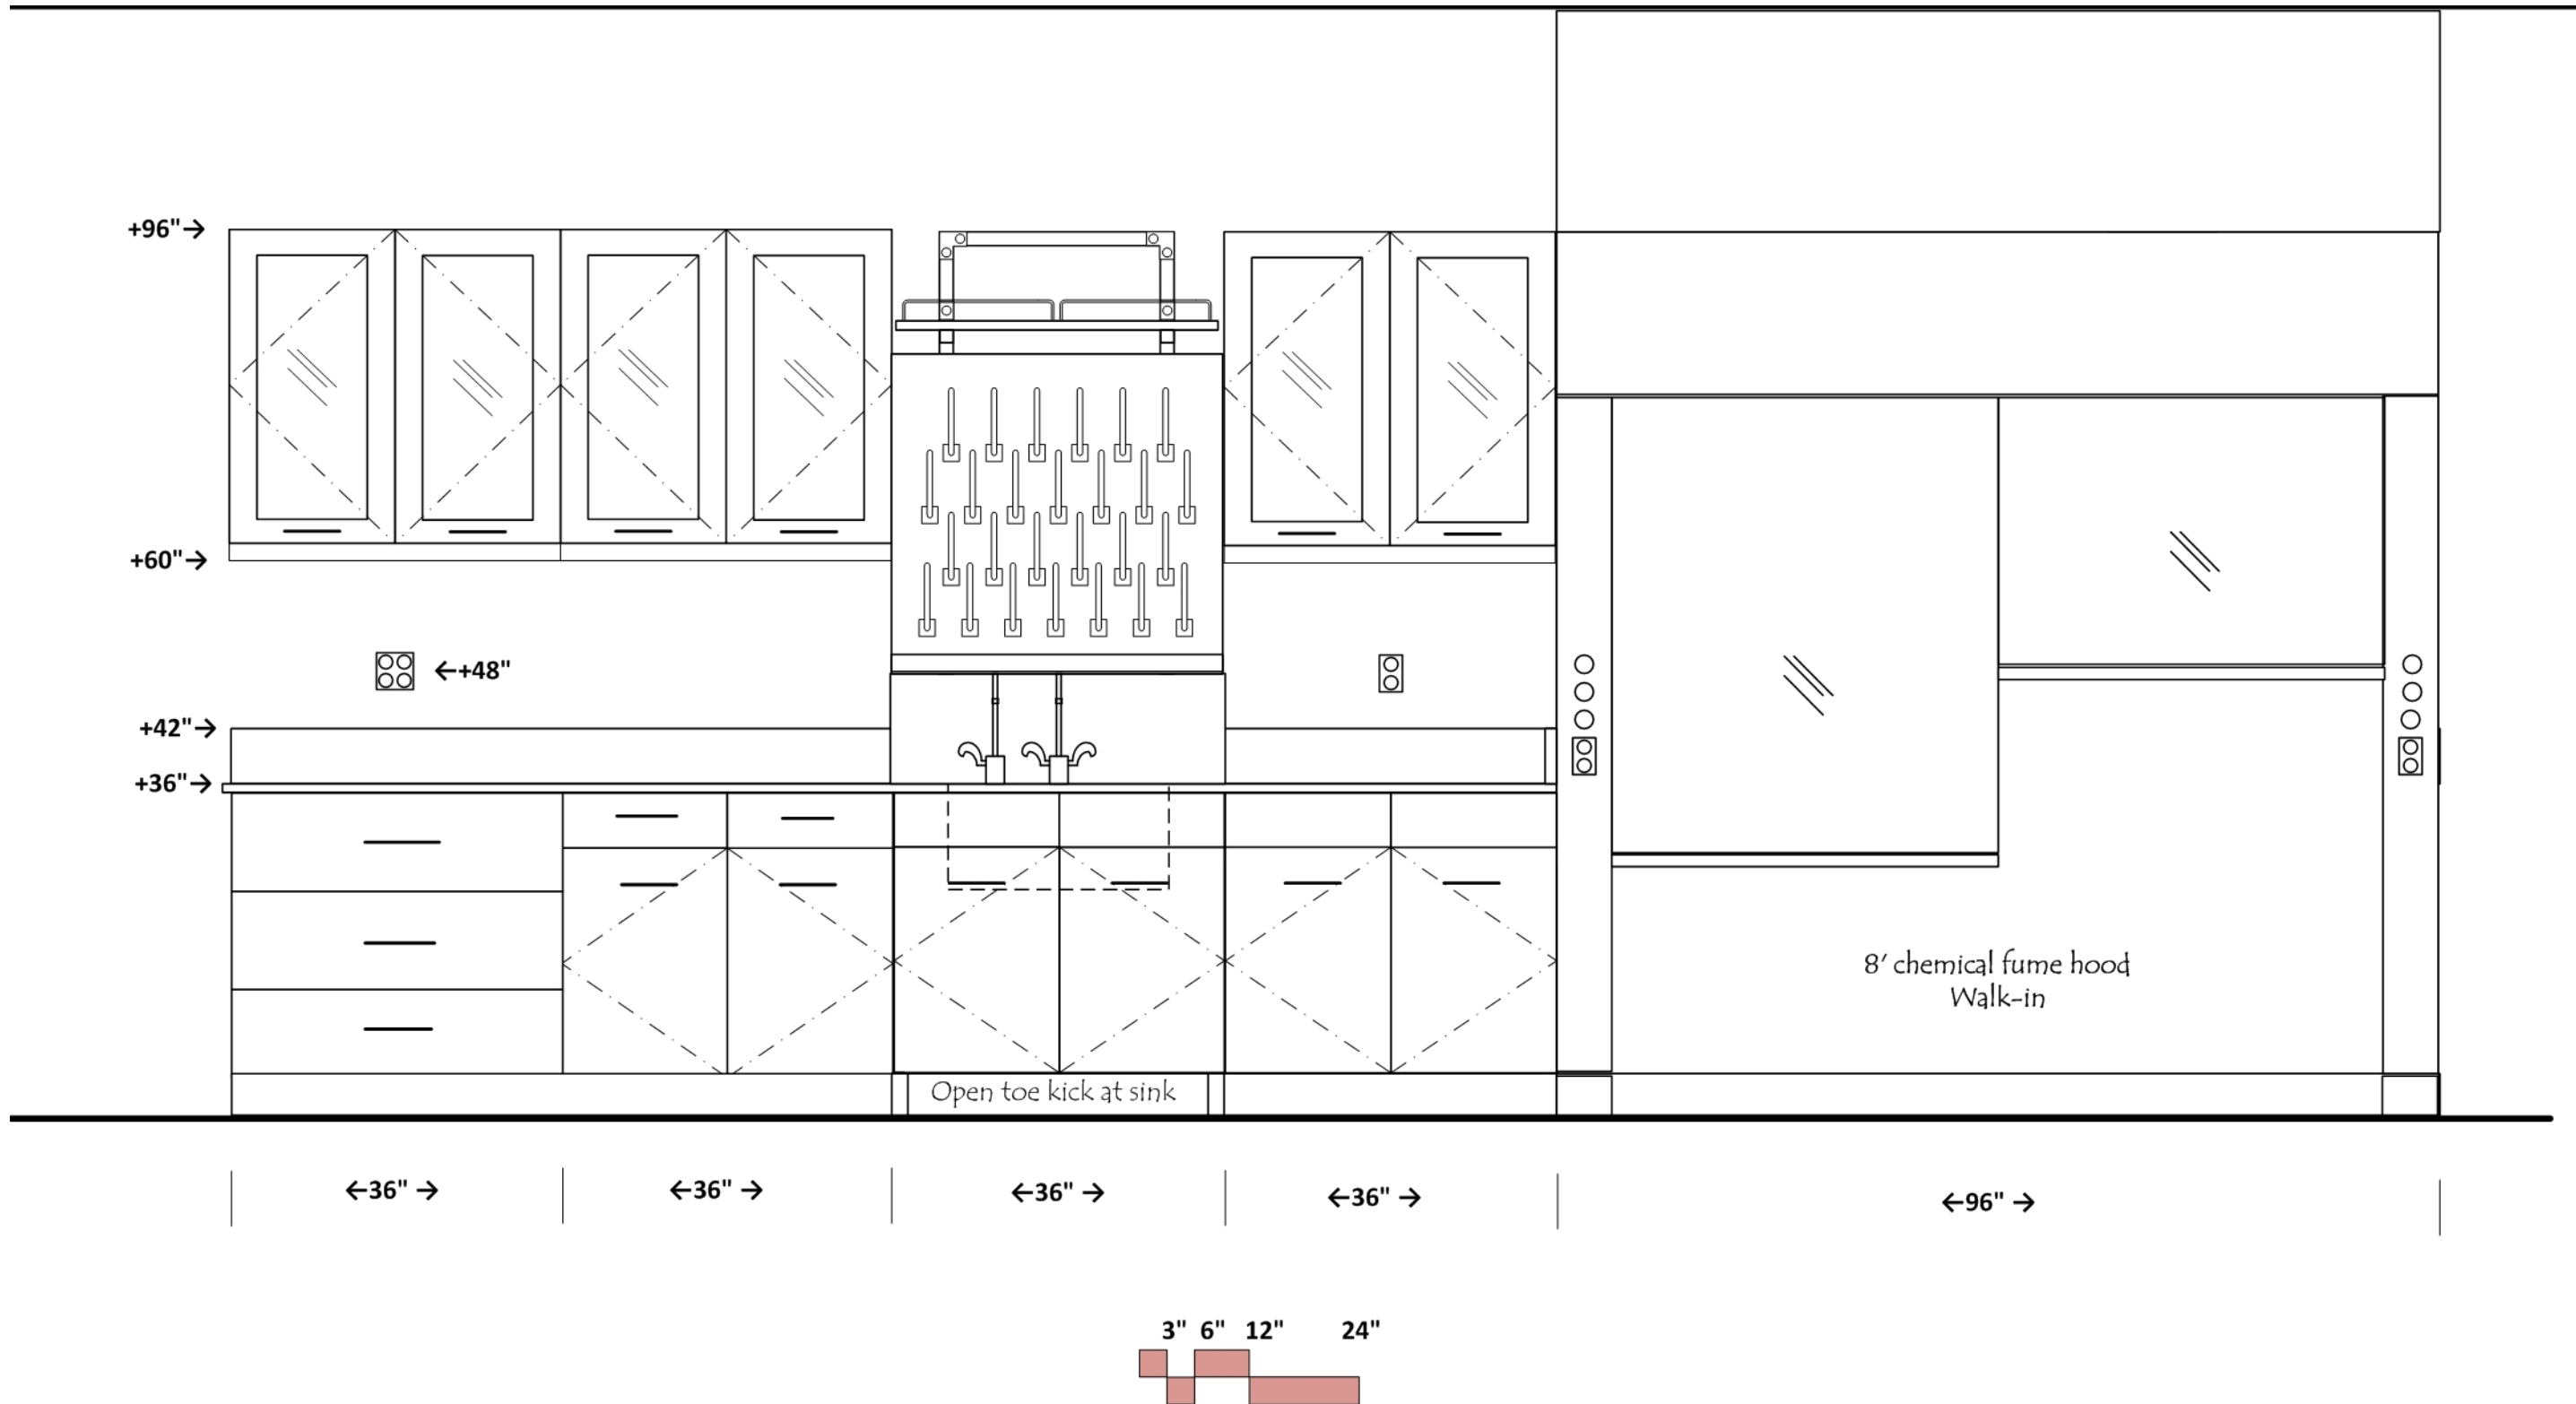 +96"→
+60"→
←+48"
+42"→
+36"→
8' chemical fume hood
Walk-in
Open toe kick at sink
←36" →
←36" →
←36" →
←36" →
←96" →
3" 6" 12" 24"